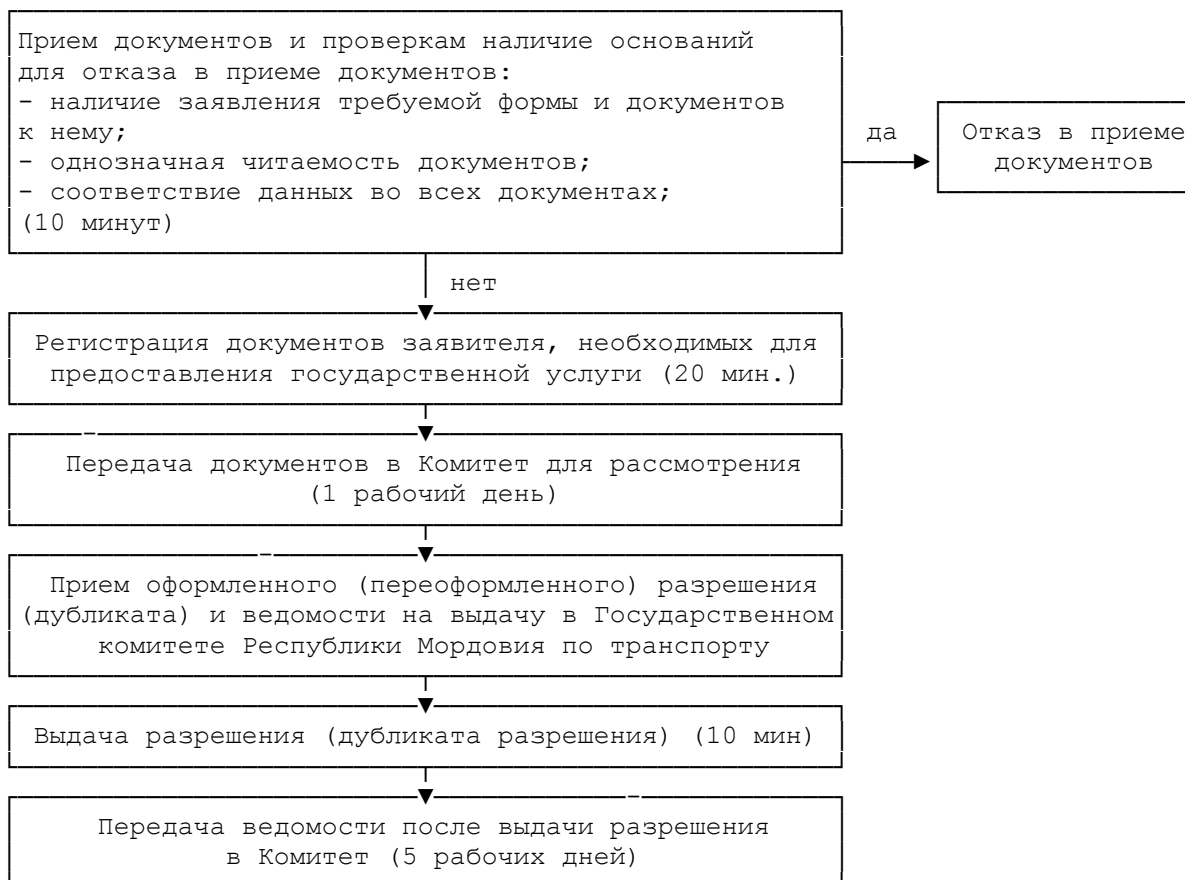 Прием документов и проверкам наличие оснований
для отказа в приеме документов:
- наличие заявления требуемой формы и документов
к нему;
- однозначная читаемость документов;
- соответствие данных во всех документах;
(10 минут)
да
Отказ в приеме
документов
нет
Регистрация документов заявителя, необходимых для
предоставления государственной услуги (20 мин.)
Передача документов в Комитет для рассмотрения
(1 рабочий день)
Прием оформленного (переоформленного) разрешения
(дубликата) и ведомости на выдачу в Государственном
комитете Республики Мордовия по транспорту
Выдача разрешения (дубликата разрешения) (10 мин)
Передача ведомости после выдачи разрешения
в Комитет (5 рабочих дней)